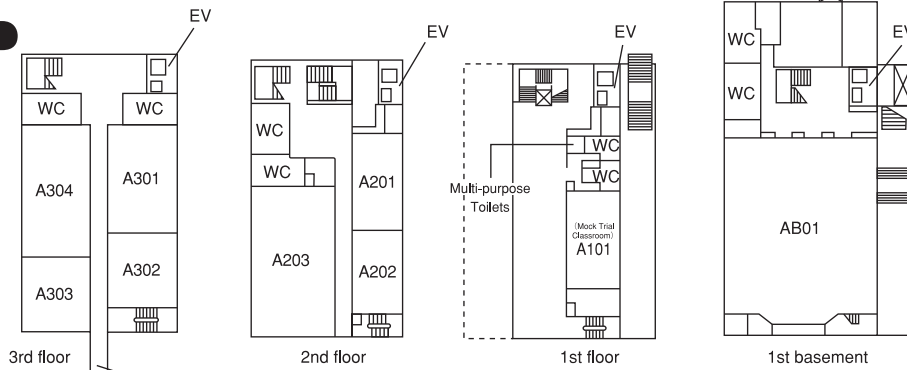 EV
WC
WC
A304
A301
A303
A302
3rd floor
EV
WC
WC
A201
A203
A202
2nd floor
EV
WC
WC
Multi-purpose
Toilets
(Mock Trial
Classroom)
A101
1st floor
WC
EV
WC
AB01
1st basement